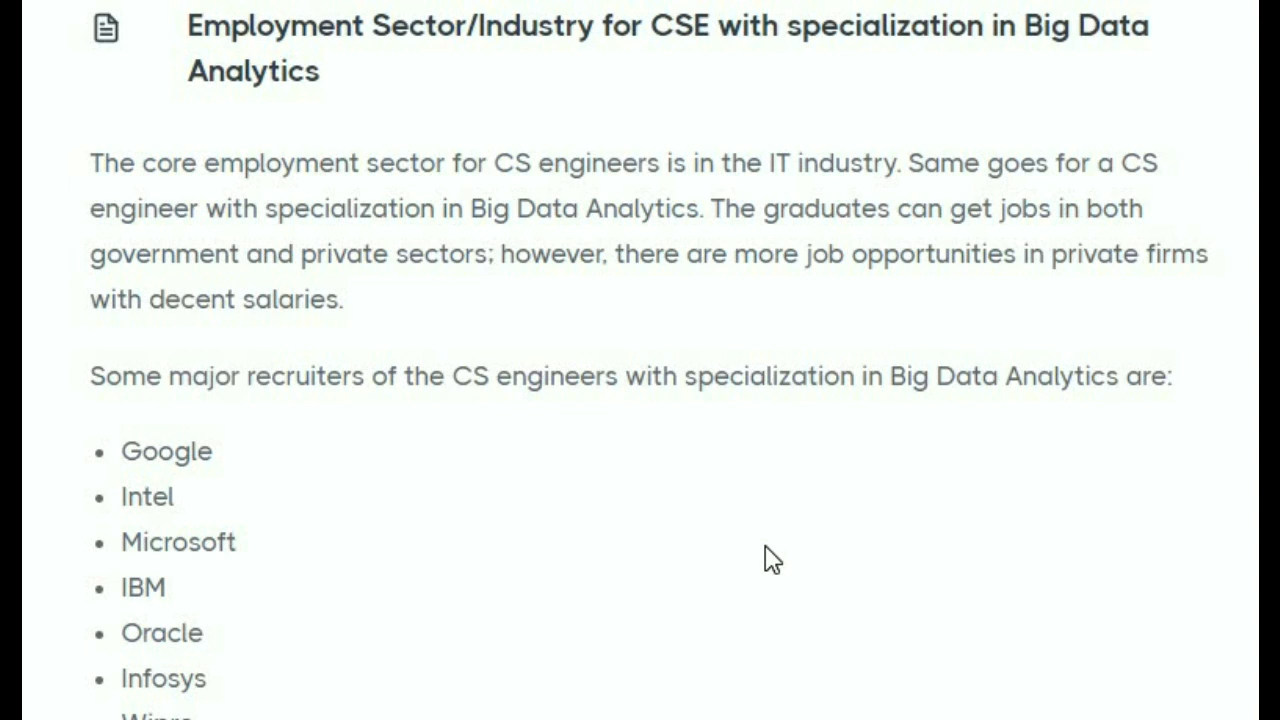 Employment Sector/Industry for CSE with specialization in Big Data
Analytics
The core employment sector for CS engineers is in the IT industry. Same goes for a CS
engineer with specialization in Big Data Analytics. The graduates can get jobs in both
government and private sectors; however, there are more job opportunities in private firms
with decent salaries.
Some major recruiters of the CS engineers with specialization in Big Data Analytics are:
• Google
• Intel
• Microsoft
• IBM
• Oracle
• Infosys